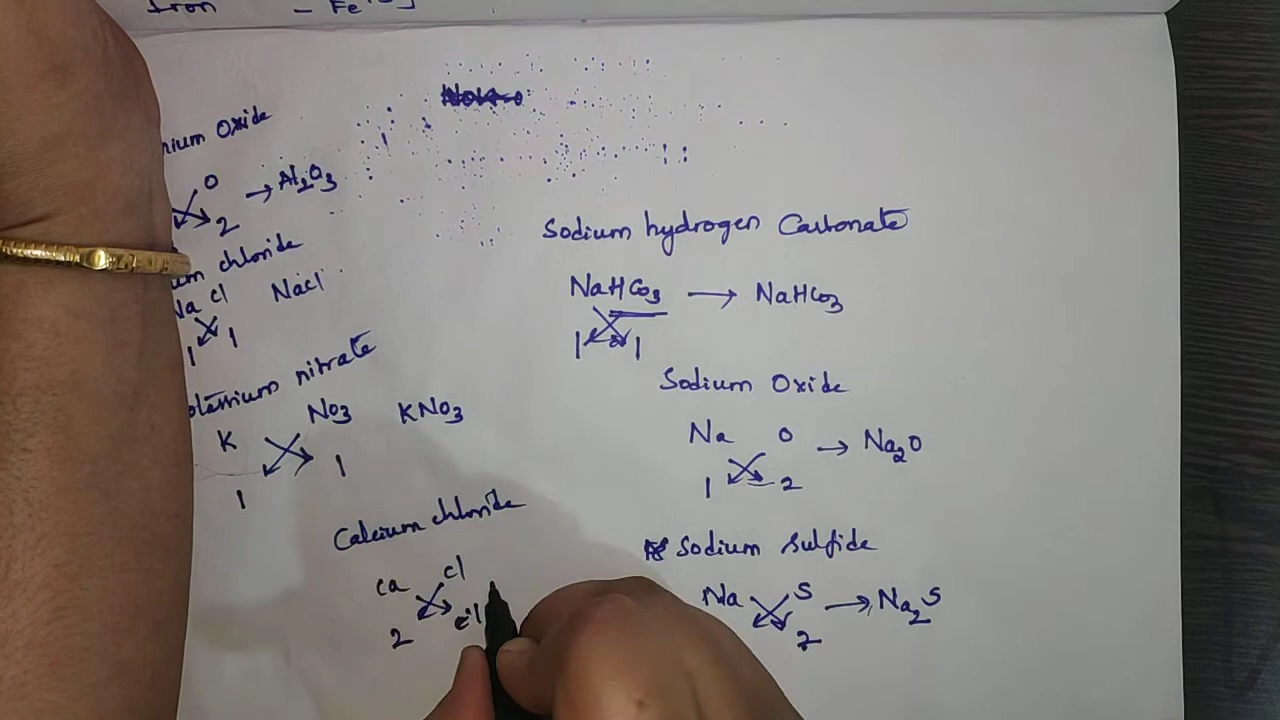 Iron - Fe
nium Oxide
O → Al2O3
2
um chloride
Na Cl NaCl
1 1
otassium nitrate
K NO3 KNO3
1 1
Calcium chloride
Ca Cl
2 1
Sodium hydrogen Carbonate
NaHCO3 → NaHCO3
1 1
Sodium Oxide
Na O → Na2O
1 2
Sodium sulfide
Na S → Na2S
2